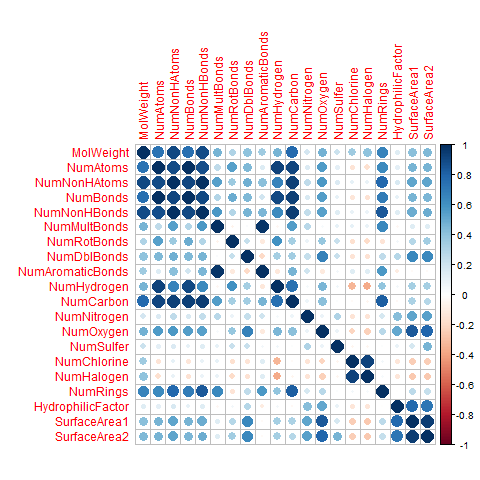 MolWeight
NumAtoms
NumNonHAtoms
NumBonds
NumNonHBonds
NumMultBonds
NumRotBonds
NumDblBonds
NumAromaticBonds
NumHydrogen
NumCarbon
NumNitrogen
NumOxygen
NumSulfer
NumChlorine
NumHalogen
NumRings
HydrophilicFactor
SurfaceArea1
SurfaceArea2
MolWeight
NumAtoms
NumNonHAtoms
NumBonds
NumNonHBonds
NumMultBonds
NumRotBonds
NumDblBonds
NumAromaticBonds
NumHydrogen
NumCarbon
NumNitrogen
NumOxygen
NumSulfer
NumChlorine
NumHalogen
NumRings
HydrophilicFactor
SurfaceArea1
SurfaceArea2
1
0.8
0.6
0.4
0.2
0
-0.2
-0.4
-0.6
-0.8
-1